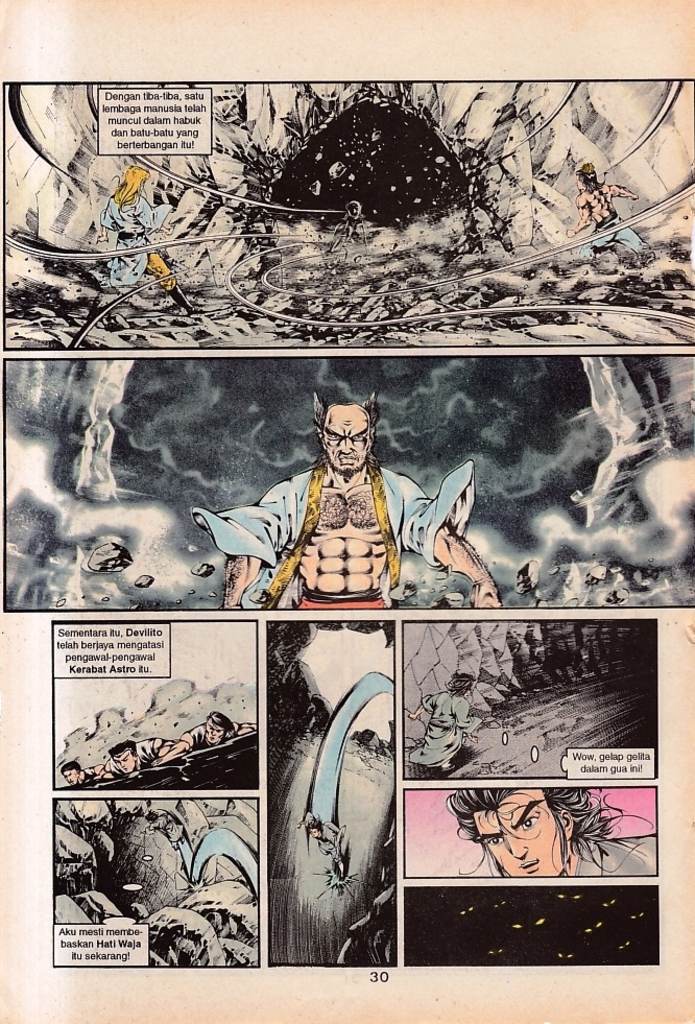 Dengan tiba-tiba, satu
lembaga manusia telah
muncul dalam habuk
dan batu-batu yang
berterbangan itu!
Sementara itu, Devilito
telah berjaya mengatasi
pengawal-pengawal
Kerabat Astro itu.
Aku mesti membe-
baskan Hati Waja
itu sekarang!
Wow, gelap gelita
dalam gua ini!
30